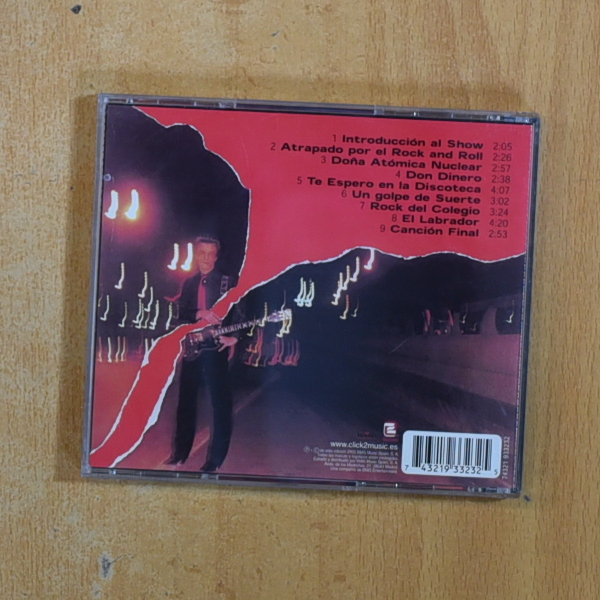 1 Introducción al Show 2:05
2 Atrapado por el Rock and Roll 2:26
3 Doña Atómica Nuclear 2:57
4 Don Dinero 2:38
5 Te Espero en la Discoteca 4:07
6 Un golpe de Suerte 3:02
7 Rock del Colegio 3:24
8 El Labrador 4:20
9 Canción Final 2:53
www.click2music.es
7 43219 33232 5
74321 933232